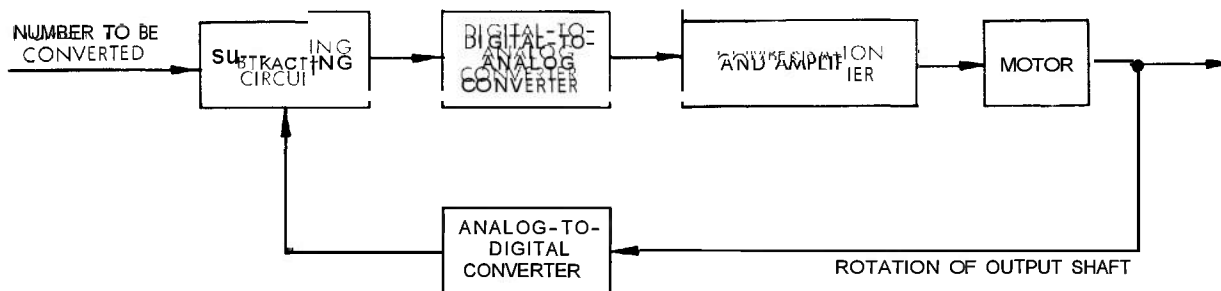 NUMBER TO BE
CONVERTED
SUBTRACTING
CIRCUIT
DIGITAL-TO-
ANALOG
CONVERTER
AND AMPLIFIER
MOTOR
ANALOG-TO-
DIGITAL
CONVERTER
ROTATION OF OUTPUT SHAFT